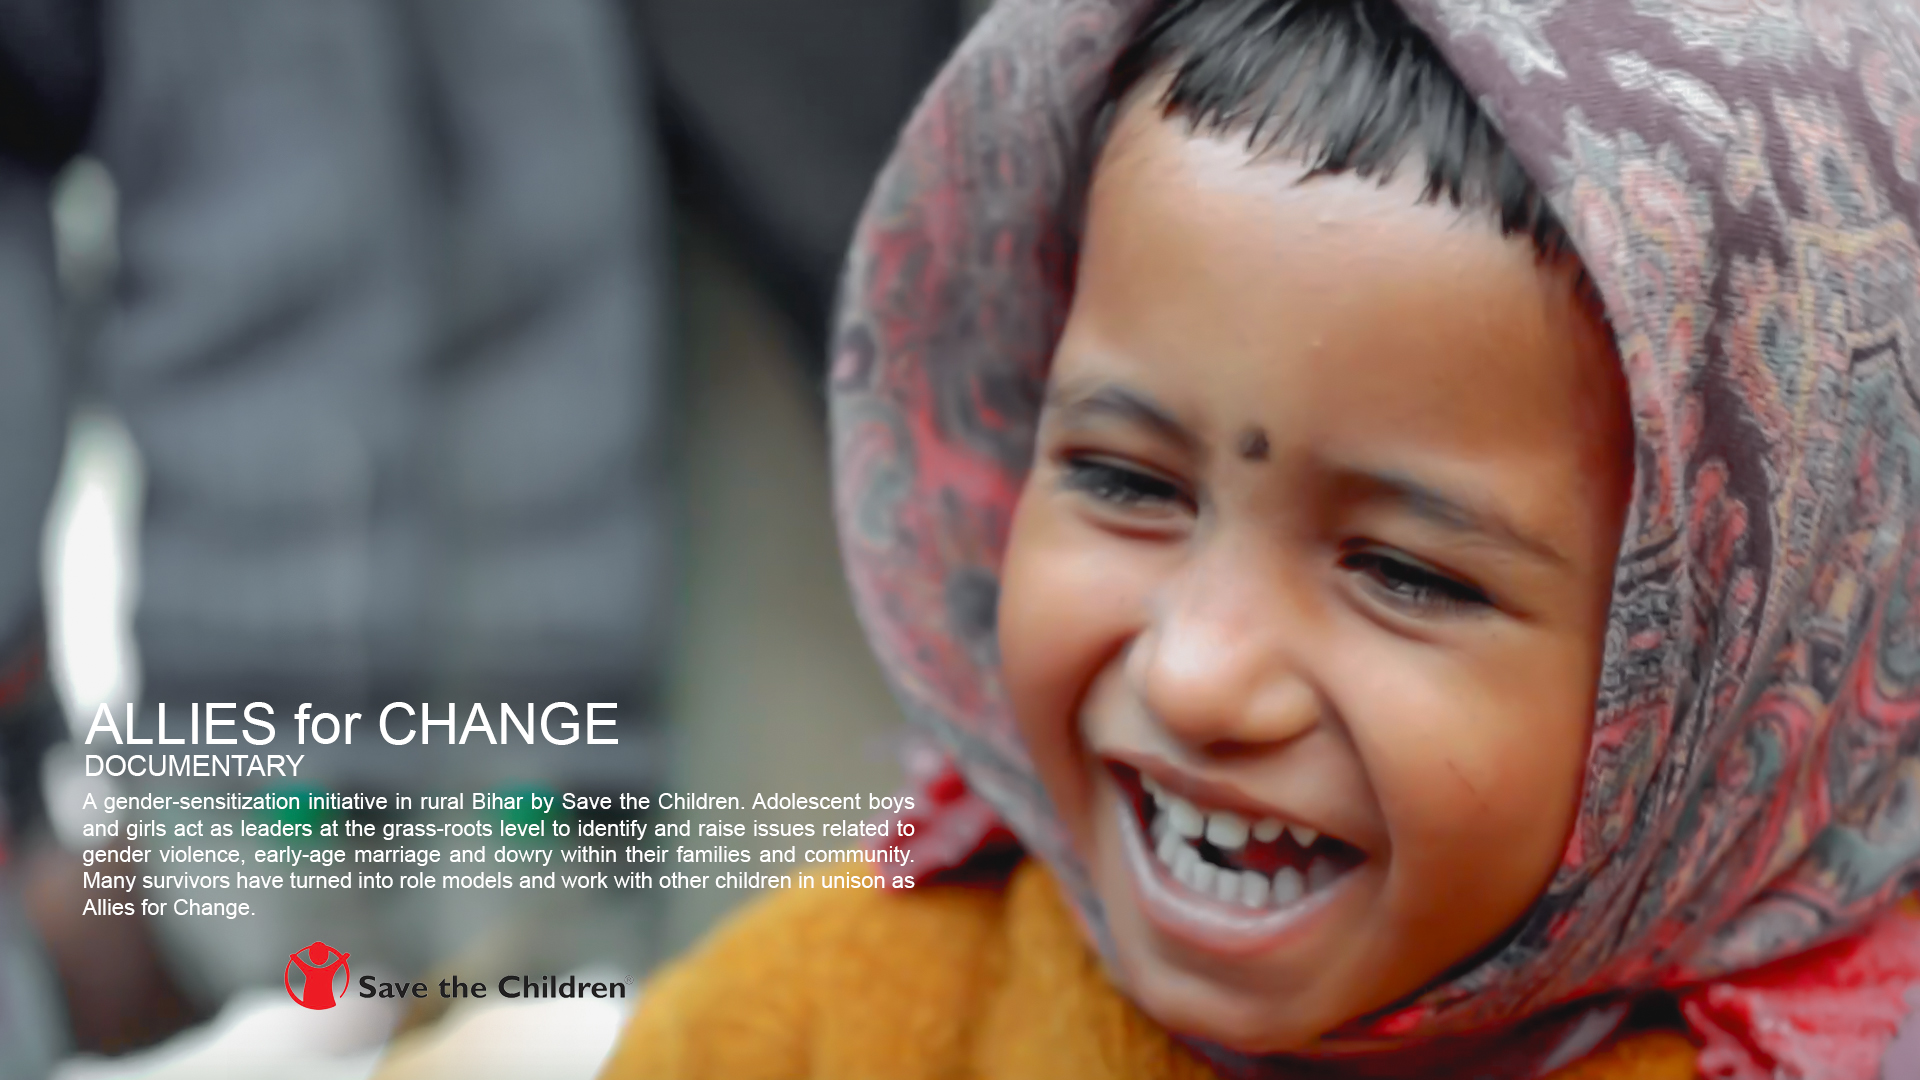 ALLIES for CHANGE
DOCUMENTARY
A gender-sensitization initiative in rural Bihar by Save the Children. Adolescent boys
and girls act as leaders at the grass-roots level to identify and raise issues related to
gender violence, early-age marriage and dowry within their families and community.
Many survivors have turned into role models and work with other children in unison as
Allies for Change.
Save the Children®